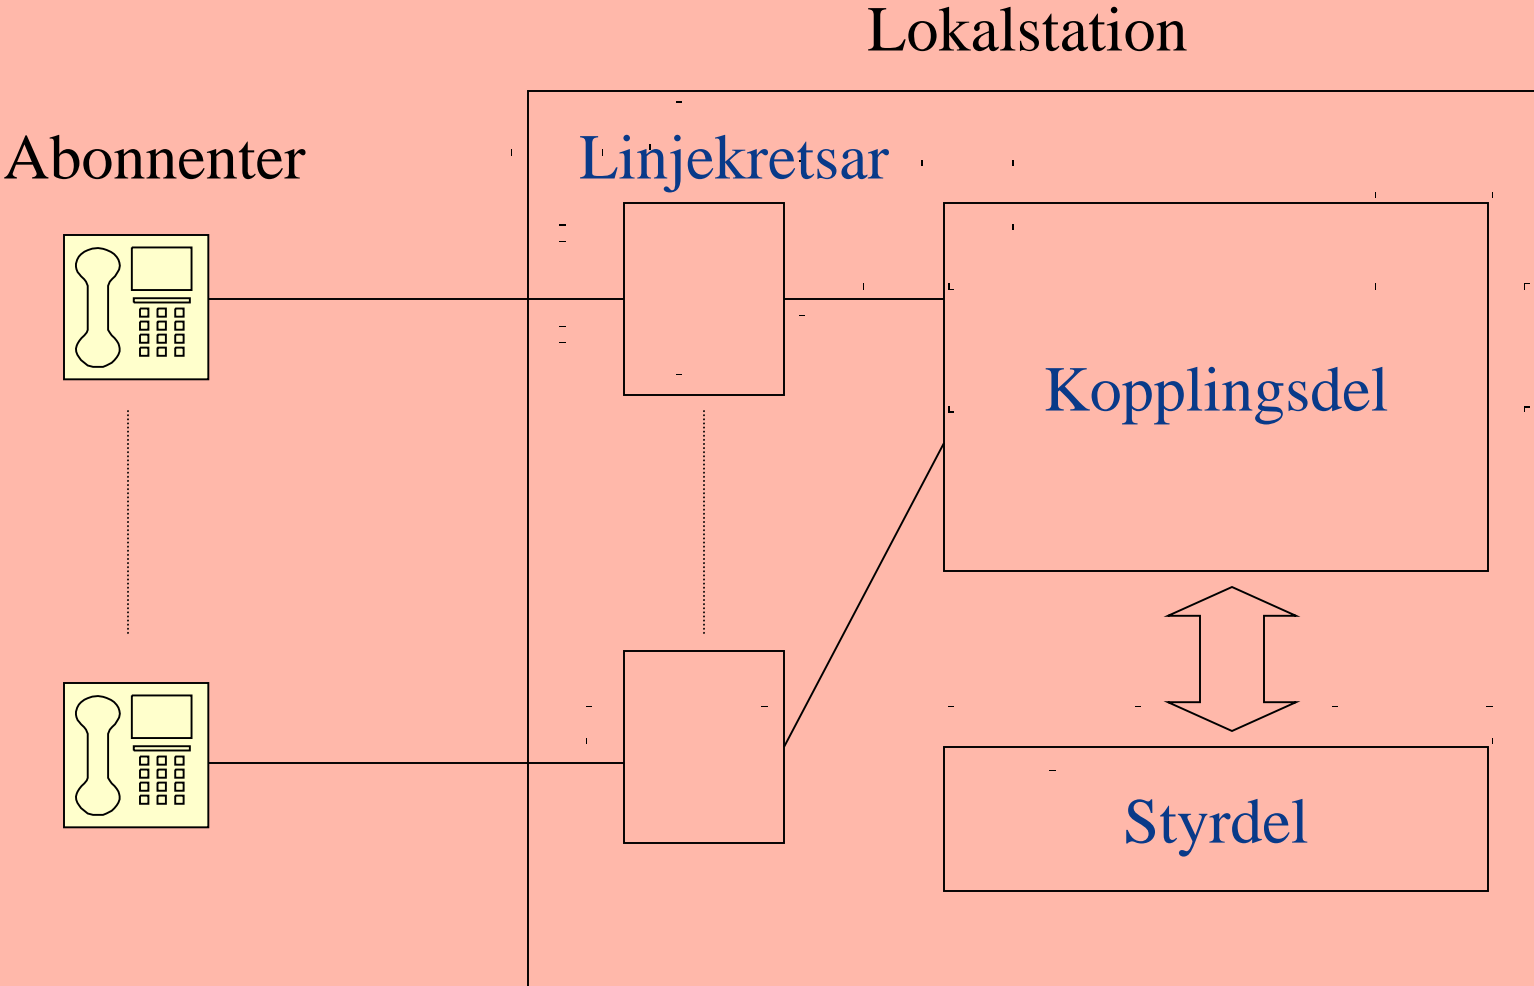 Lokalstation
Abonnenter
Linjekretsar
Kopplingsdel
Styrdel